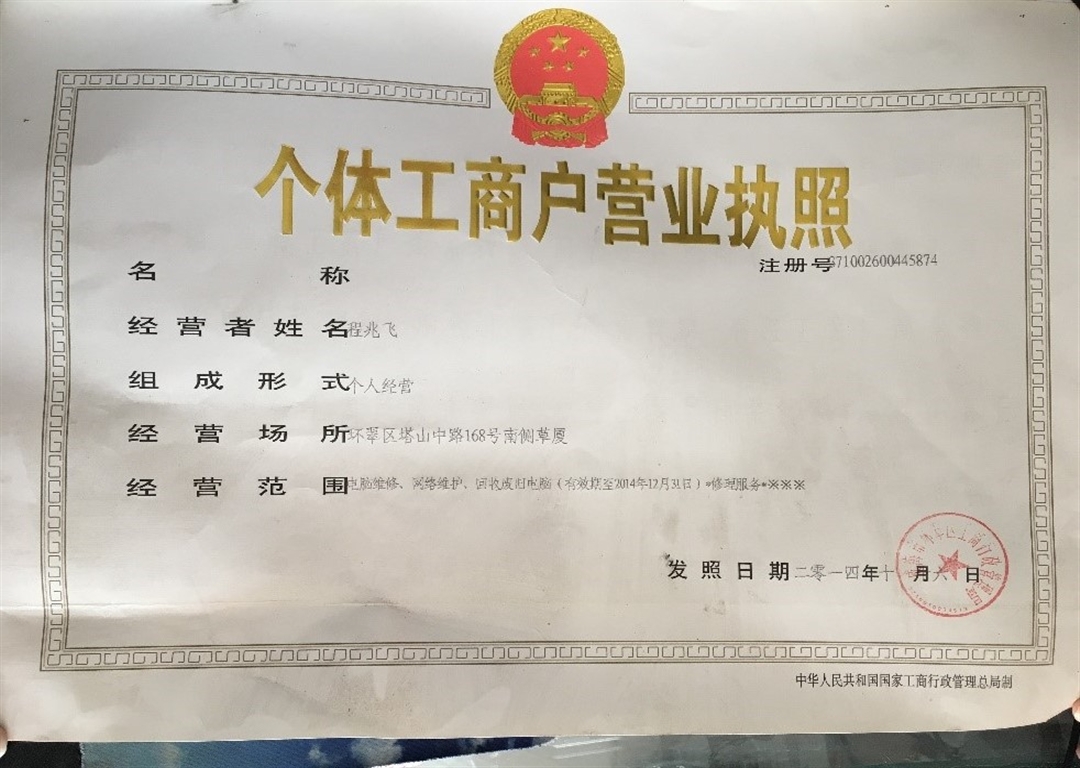 个体工商户营业执照
注册号371002600445874
名称
经营者姓名程兆飞
组成形式个人经营
经营场所环翠区塔山中路168号南侧草厦
经营范围电脑维修、网络维护、回收废旧电脑(有效期至2014年12月31日)*修理服务*※※※
发照日期二零一四年十月六日
中华人民共和国国家工商行政管理总局制